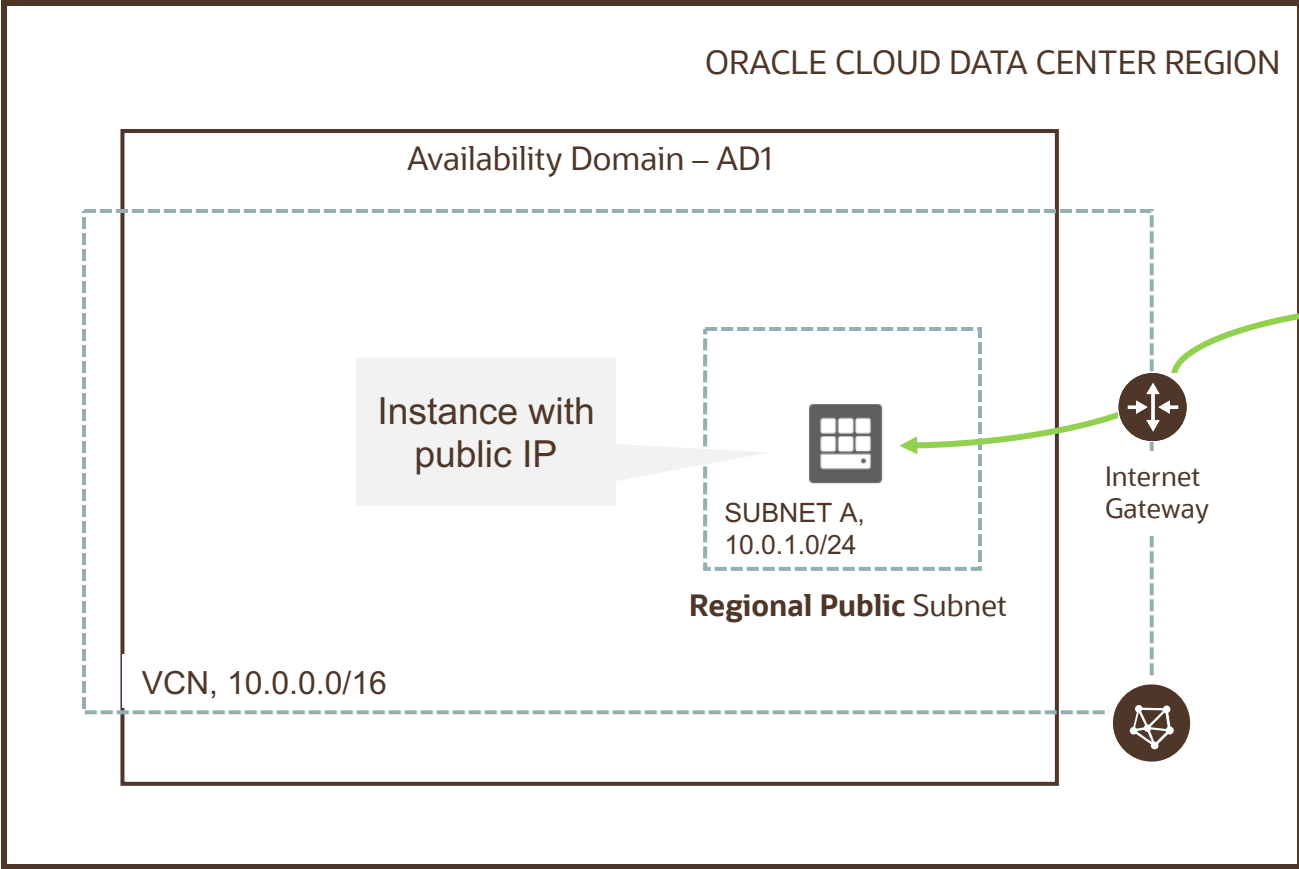 ORACLE CLOUD DATA CENTER REGION
Availability Domain – AD1
Instance with
public IP
SUBNET A,
10.0.1.0/24
Internet
Gateway
Regional Public Subnet
VCN, 10.0.0.0/16